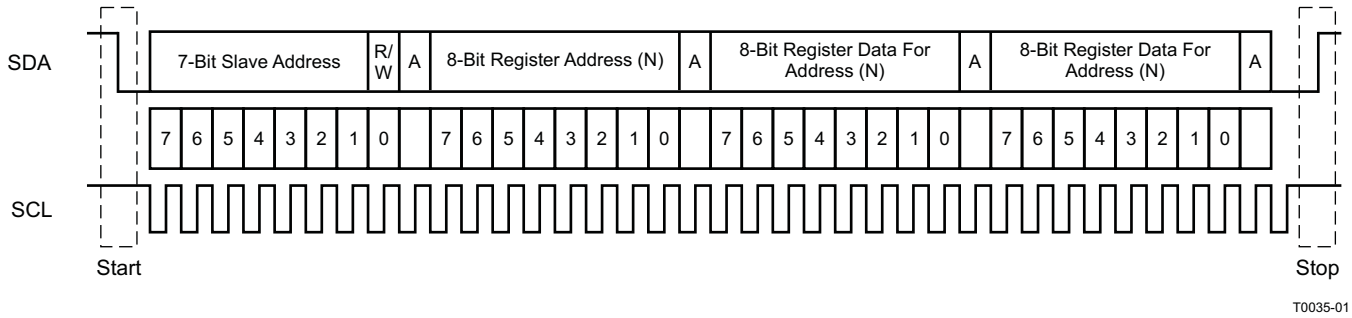 SDA
7-Bit Slave Address
R/
W
A
8-Bit Register Address (N)
A
8-Bit Register Data For
Address (N)
A
8-Bit Register Data For
Address (N)
A
7 6 5 4 3 2 1 0 7 6 5 4 3 2 1 0 7 6 5 4 3 2 1 0 7 6 5 4 3 2 1 0
SCL
Start
Stop
T0035-01